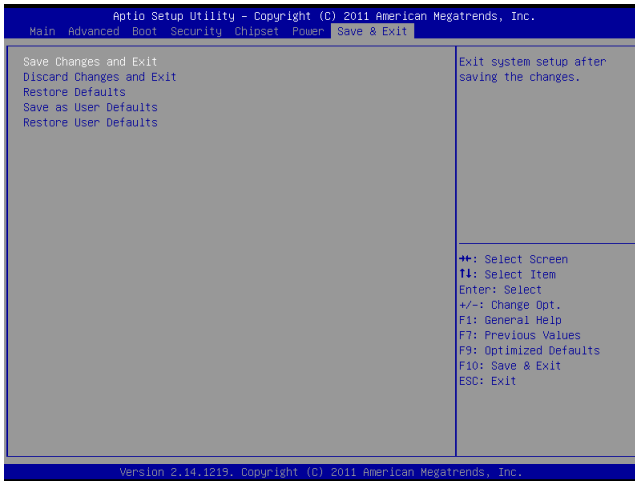 Aptio Setup Utility – Copyright (C) 2011 American Megatrends, Inc.
Main Advanced Boot Security Chipset Power Save & Exit
Save Changes and Exit
Discard Changes and Exit
Restore Defaults
Save as User Defaults
Restore User Defaults
Exit system setup after
saving the changes.
→←: Select Screen
↑↓: Select Item
Enter: Select
+/-: Change Opt.
F1: General Help
F7: Previous Values
F9: Optimized Defaults
F10: Save & Exit
ESC: Exit
Version 2.14.1219. Copyright (C) 2011 American Megatrends, Inc.